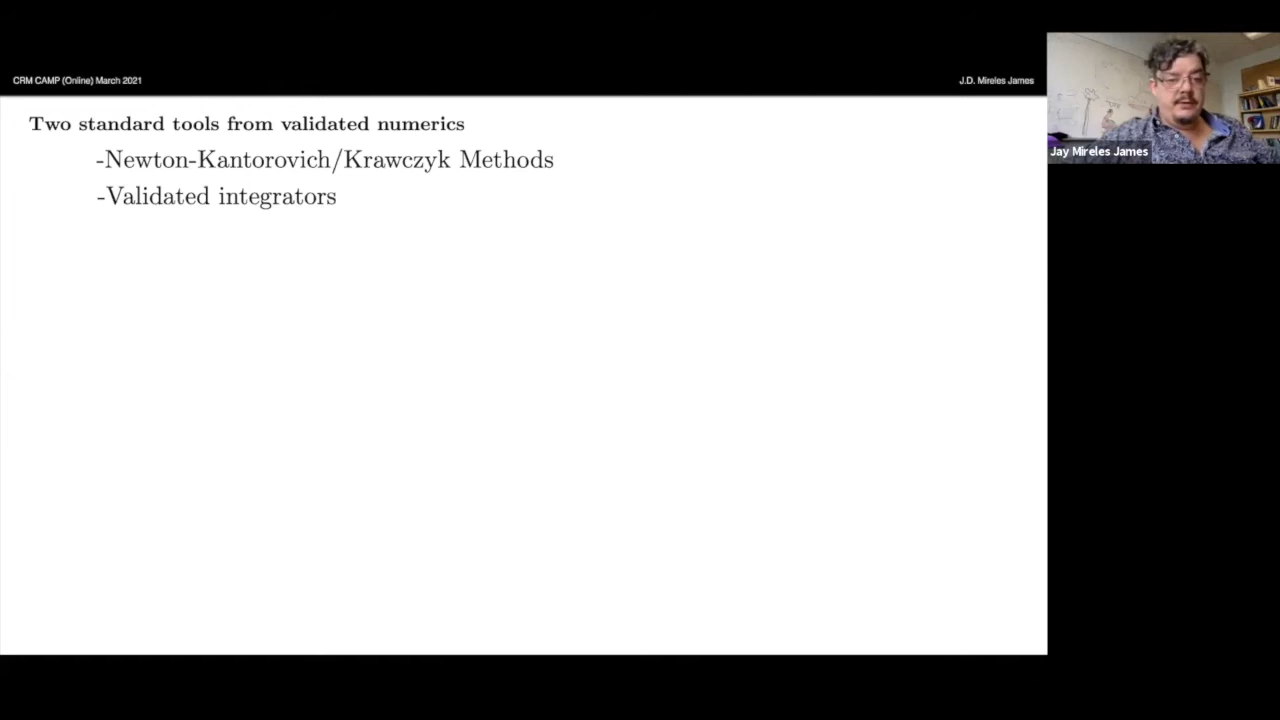 CRM CAMP (Online) March 2021
J.D. Mireles James
Two standard tools from validated numerics
-Newton-Kantorovich/Krawczyk Methods
-Validated integrators
Jay Mireles James